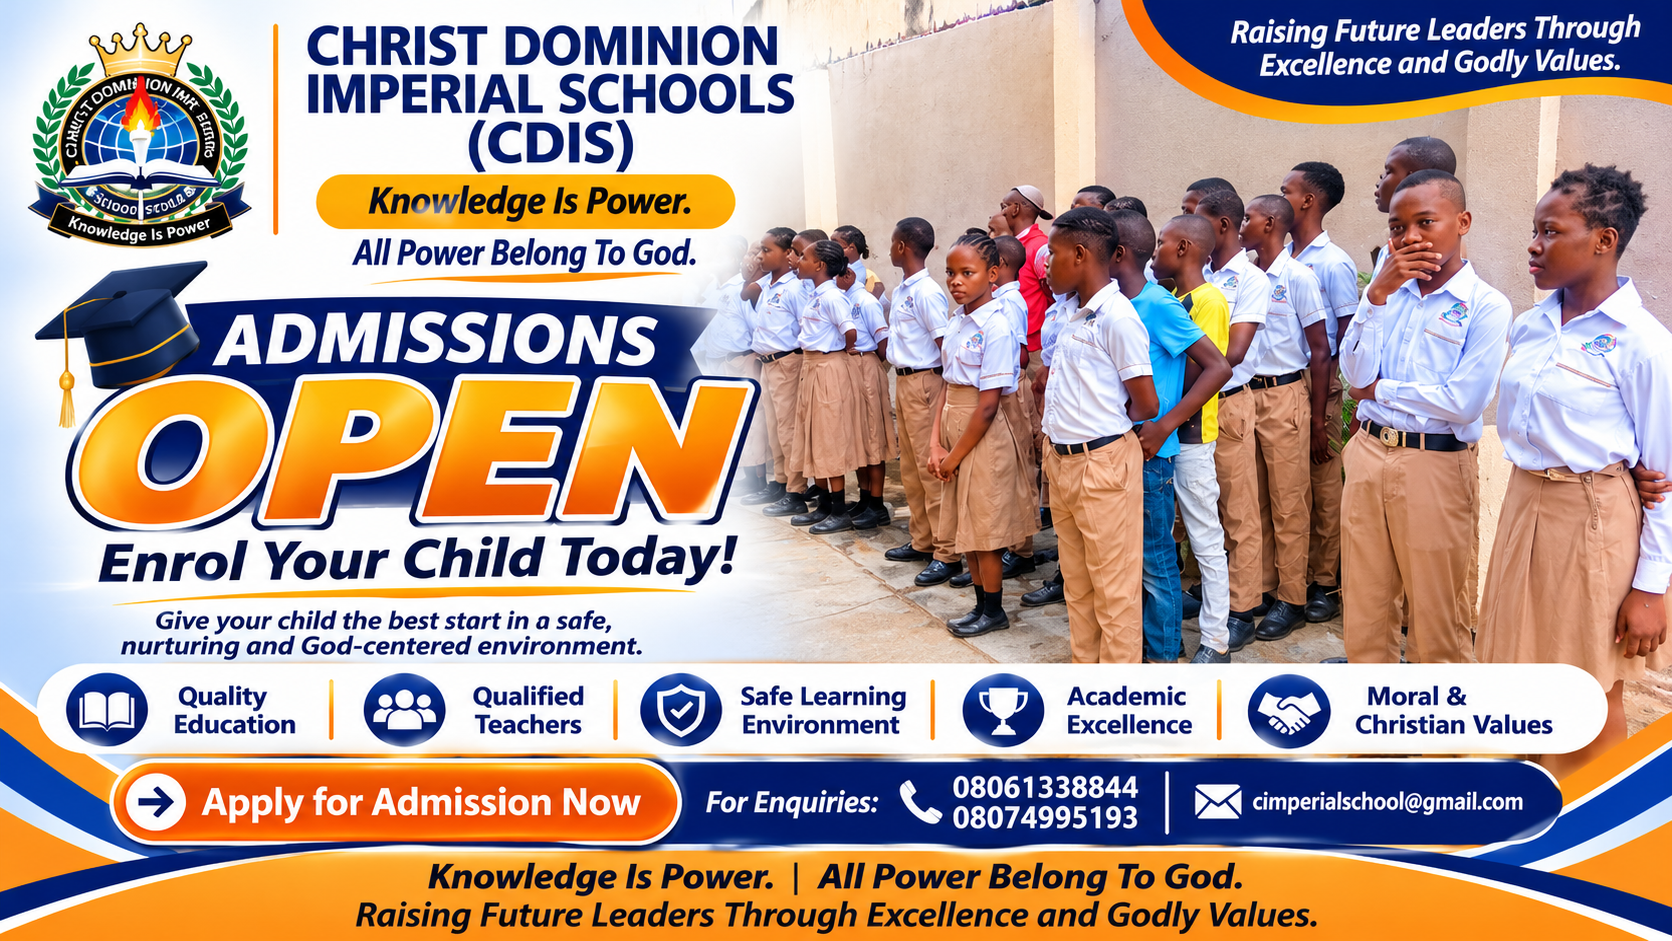 CHRIST DOMINION
IMPERIAL SCHOOLS
(CDIS)
Knowledge Is Power.
All Power Belong To God.
Knowledge Is Power
Raising Future Leaders Through
Excellence and Godly Values.
ADMISSIONS
OPEN
Enrol Your Child Today!
Give your child the best start in a safe,
nurturing and God-centered environment.
Quality
Education
Qualified
Teachers
Safe Learning
Environment
Academic
Excellence
Moral &
Christian Values
Apply for Admission Now
For Enquiries:
08061338844
08074995193
cimperialschool@gmail.com
Knowledge Is Power. | All Power Belong To God.
Raising Future Leaders Through Excellence and Godly Values.